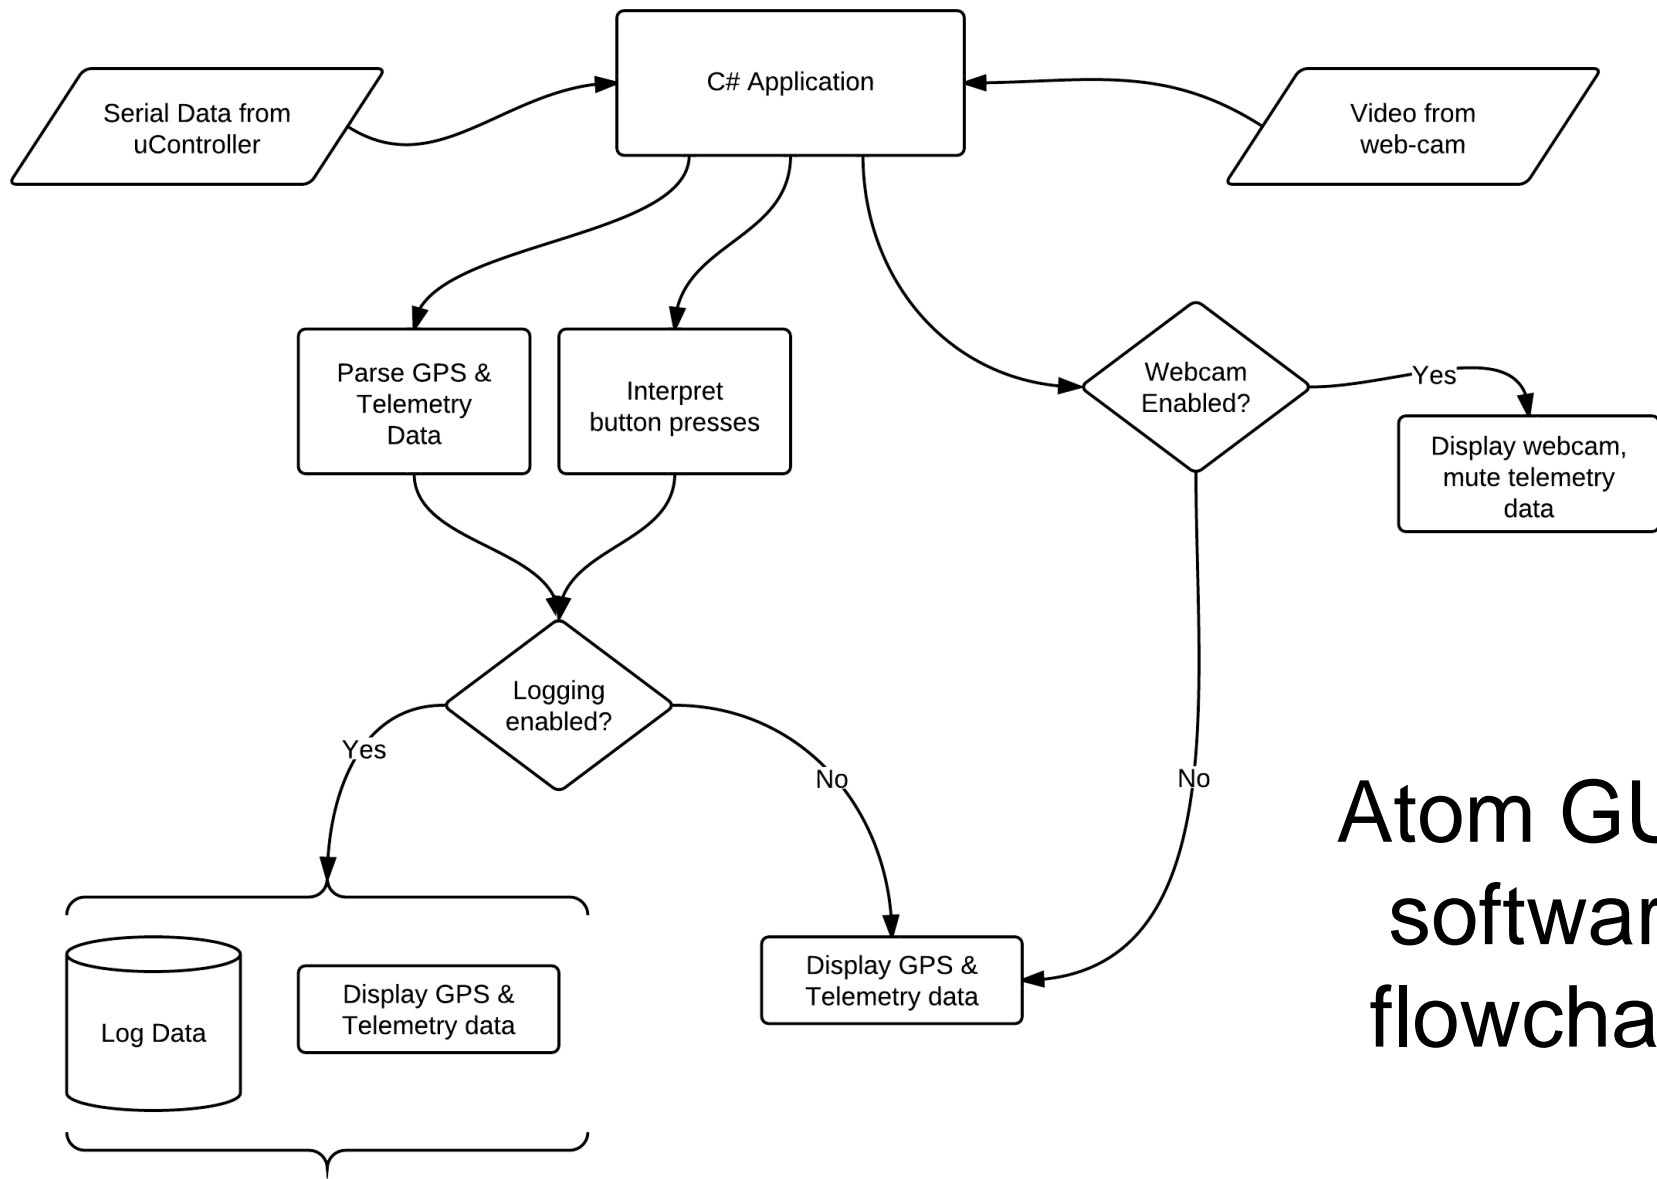 C# Application
Serial Data from
uController
Video from
web-cam
Parse GPS &
Telemetry
Data
Interpret
button presses
Webcam
Enabled?
Yes
Display webcam,
mute telemetry
data
Logging
enabled?
Yes
No
No
Log Data
Display GPS &
Telemetry data
Display GPS &
Telemetry data
Atom